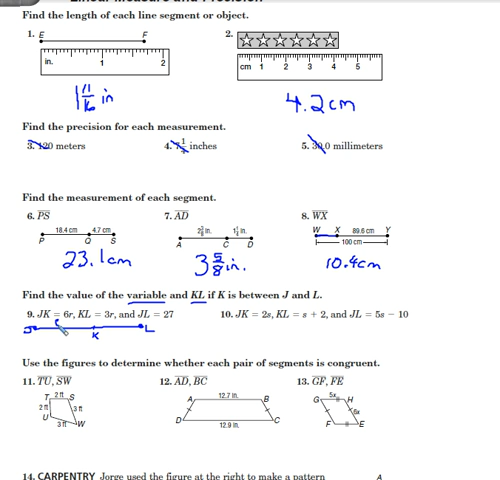 Find the length of each line segment or object.
1. E F
in. 1 2
1 11/16 in
2.
cm 1 2 3 4 5
4.2cm
Find the precision for each measurement.
3. 120 meters 4. 7 1/4 inches 5. 30.0 millimeters
Find the measurement of each segment.
6. PS 7. AD 8. WX
18.4 cm 4.7 cm
P Q S
23.1cm
2 3/8 in. 1 1/4 in.
A C D
3 5/8 in.
W X 89.6 cm Y
100 cm
10.4cm
Find the value of the variable and KL if K is between J and L.
9. JK = 6r, KL = 3r, and JL = 27 10. JK = 2s, KL = s + 2, and JL = 5s − 10
J K L
Use the figures to determine whether each pair of segments is congruent.
11. TU, SW 12. AD, BC 13. GF, FE
T 2 ft S
2 ft 3 ft
U 3 ft W
A 12.7 in. B
D 12.9 in. C
G 5x H
6x
F E
14. CARPENTRY Jorge used the figure at the right to make a pattern
A